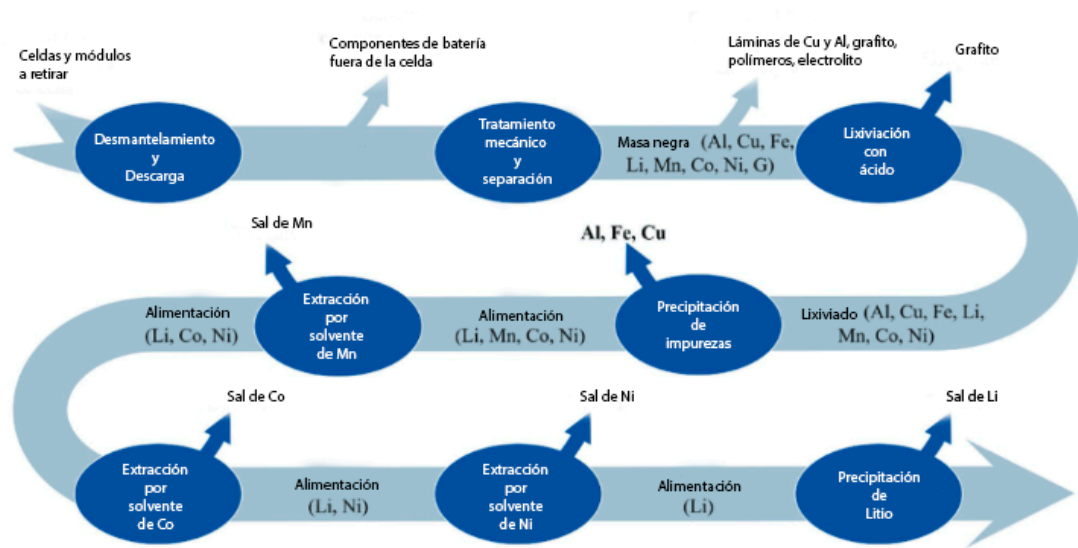 Celdas y módulos
a retirar
Componentes de batería
fuera de la celda
Láminas de Cu y Al, grafito,
polímeros, electrolito
Grafito
Desmantelamiento
y
Descarga
Tratamiento
mecánico
y
separación
Masa negra (Al, Cu, Fe,
Li, Mn, Co, Ni, G)
Lixiviación
con
ácido
Sal de Mn
Al, Fe, Cu
Alimentación
(Li, Co, Ni)
Extracción
por
solvente
de Mn
Alimentación
(Li, Mn, Co, Ni)
Precipitación
de
impurezas
Lixiviado (Al, Cu, Fe, Li,
Mn, Co, Ni)
Sal de Co
Sal de Ni
Sal de Li
Extracción
por
solvente
de Co
Alimentación
(Li, Ni)
Extracción
por
solvente
de Ni
Alimentación
(Li)
Precipitación
de
Litio